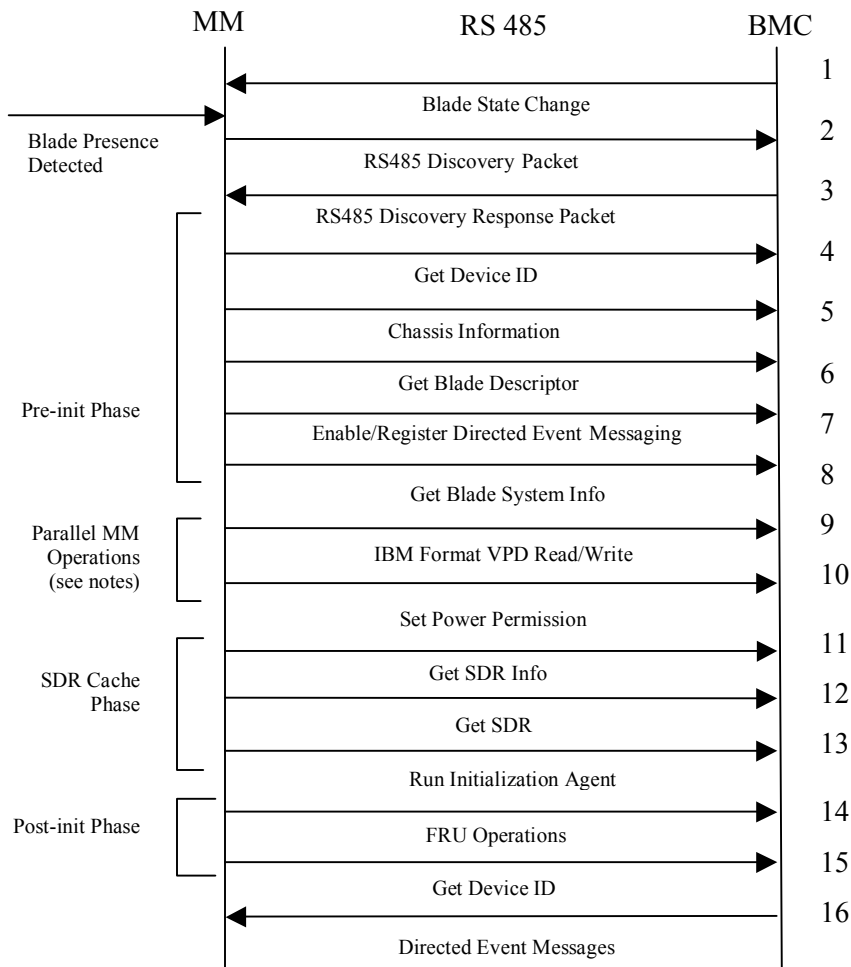 MM RS 485 BMC
1
Blade State Change
Blade Presence
Detected
2
RS485 Discovery Packet
3
RS485 Discovery Response Packet
4
Get Device ID
5
Chassis Information
6
Get Blade Descriptor
Pre-init Phase
7
Enable/Register Directed Event Messaging
8
Get Blade System Info
9
Parallel MM
Operations
(see notes)
IBM Format VPD Read/Write
10
Set Power Permission
11
Get SDR Info
SDR Cache
Phase
12
Get SDR
13
Run Initialization Agent
14
Post-init Phase
FRU Operations
15
Get Device ID
16
Directed Event Messages